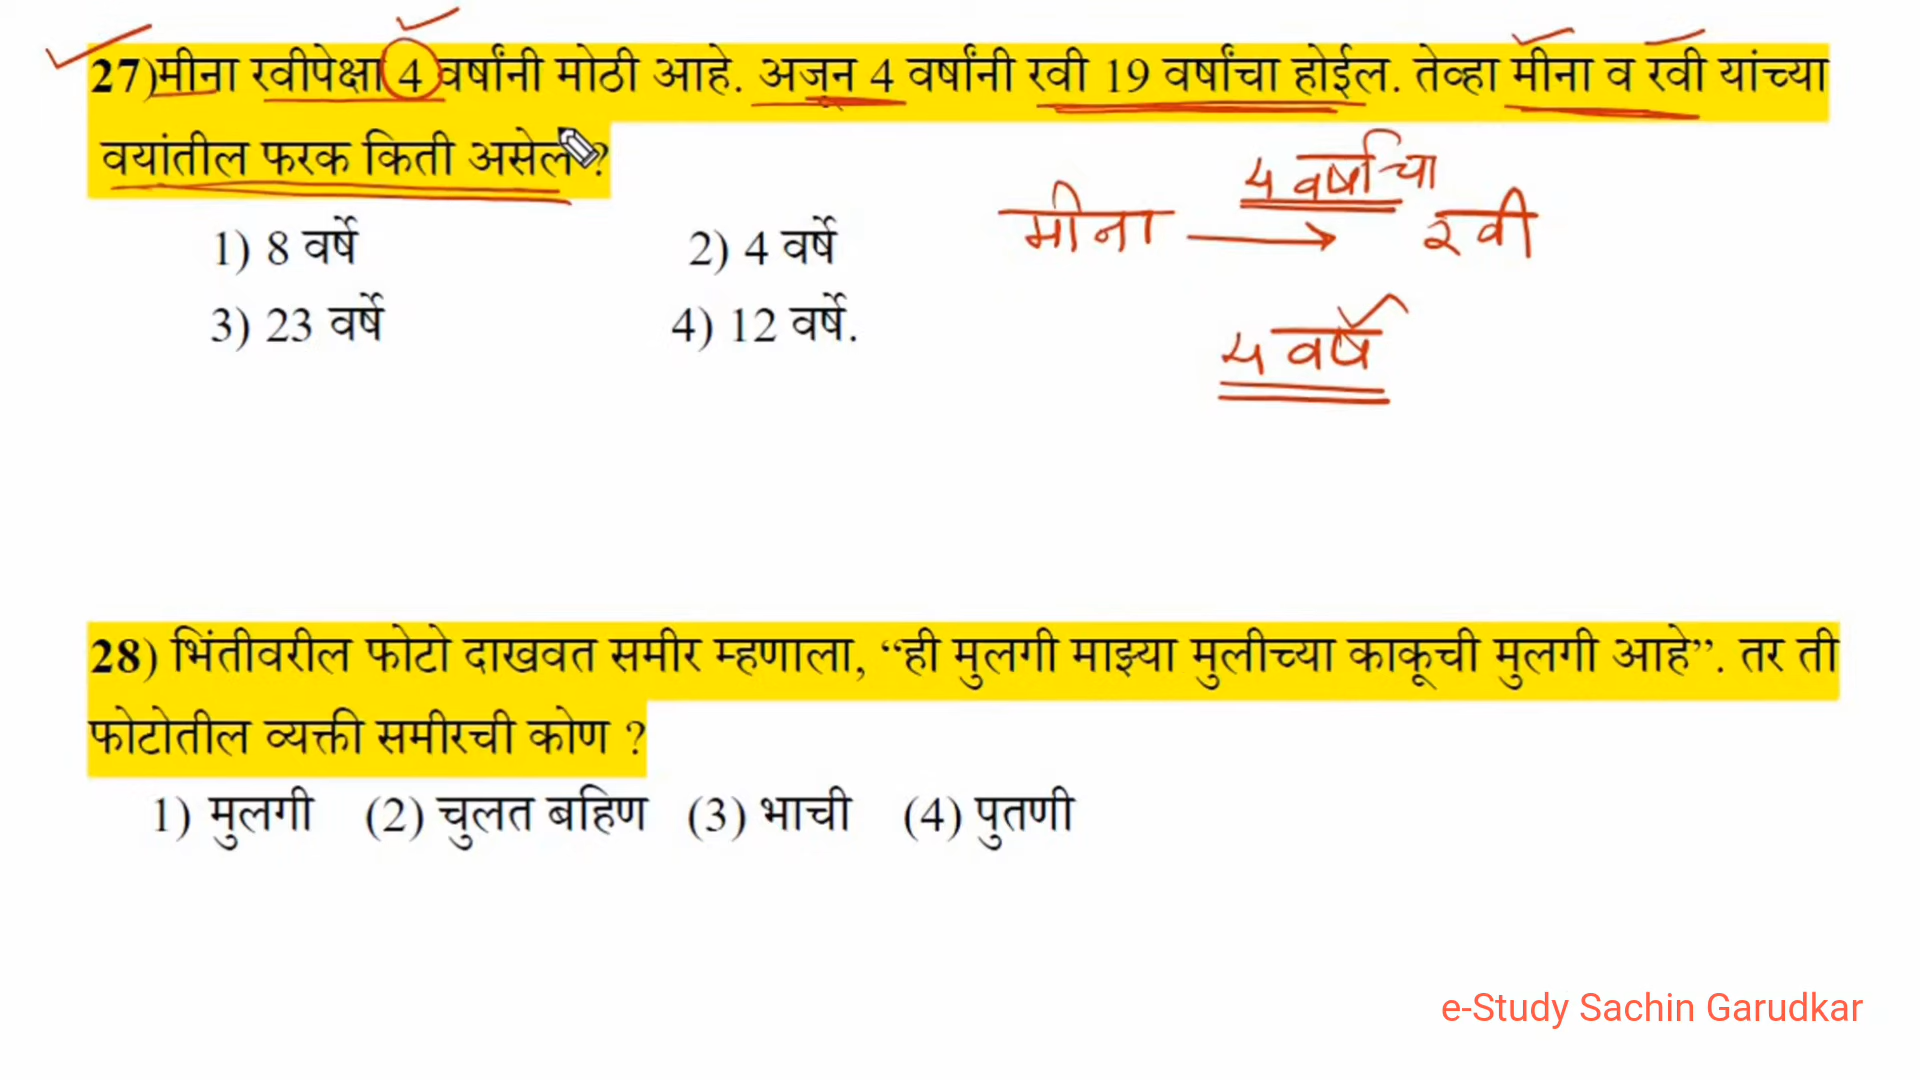 27)मीना रवीपेक्षा 4 वर्षांनी मोठी आहे. अजून 4 वर्षांनी रवी 19 वर्षांचा होईल. तेव्हा मीना व रवी यांच्या
वयांतील फरक किती असेल ?
4 वर्षाचा
मीना → रवी
1) 8 वर्षे 2) 4 वर्षे
3) 23 वर्षे 4) 12 वर्षे.
4 वर्षे
28) भिंतीवरील फोटो दाखवत समीर म्हणाला, “ही मुलगी माझ्या मुलीच्या काकूची मुलगी आहे”. तर ती
फोटोतील व्यक्ती समीरची कोण ?
1) मुलगी (2) चुलत बहिण (3) भाची (4) पुतणी
e-Study Sachin Garudkar